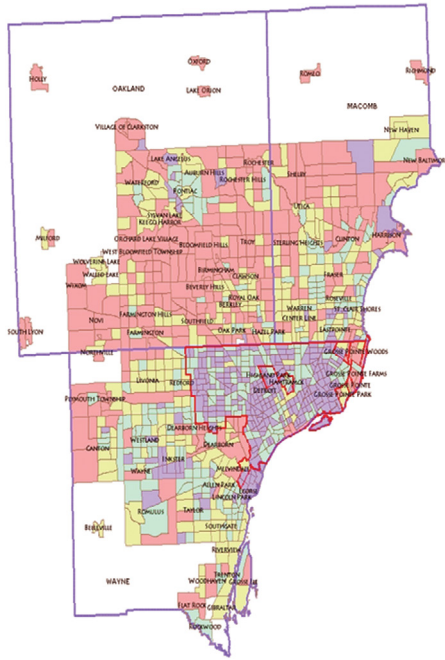 OXFORD
HOLLY
OAKLAND
LAKE ORION
ROMEO
RICHMOND
MACOMB
VILLAGE OF CLARKSTON
NEW HAVEN
LAKE ANGELUS
ROCHESTER
NEW BALTIMORE
AUBURN HILLS
SHELBY
WATERFORD
ROCHESTER HILLS
PONTIAC
UTICA
SYLVAN LAKE
KEEGO HARBOR
MILFORD
ORCHARD LAKE VILLAGE
BLOOMFIELD HILLS
TROY
STERLING HEIGHTS
CLINTON
HARRISON
WEST BLOOMFIELD TOWNSHIP
WOLVERINE LAKE
WALLED LAKE
BIRMINGHAM
CLAWSON
FRASER
WIXOM
BEVERLY HILLS
ROYAL OAK
BERKLEY
ROSEVILLE
WARREN
ST. CLAIR SHORES
CENTER LINE
FARMINGTON HILLS
NOVI
SOUTHFIELD
SOUTH LYON
FARMINGTON
OAK PARK
HAZEL PARK
EASTPOINTE
NORTHVILLE
GROSSE POINTE WOODS
LIVONIA
REDFORD
HIGHLAND PARK
HAMTRAMCK
GROSSE POINTE FARMS
DETROIT
GROSSE POINTE
GROSSE POINTE PARK
PLYMOUTH TOWNSHIP
DEARBORN HEIGHTS
WESTLAND
DEARBORN
CANTON
INKSTER
WAYNE
MELVINDALE
ALLEN PARK
ECORSE
LINCOLN PARK
ROMULUS
TAYLOR
BELLEVILLE
SOUTHGATE
RIVERVIEW
WAYNE
TRENTON
WOODHAVEN
GROSSE ILE
FLAT ROCK
GIBRALTAR
ROCKWOOD